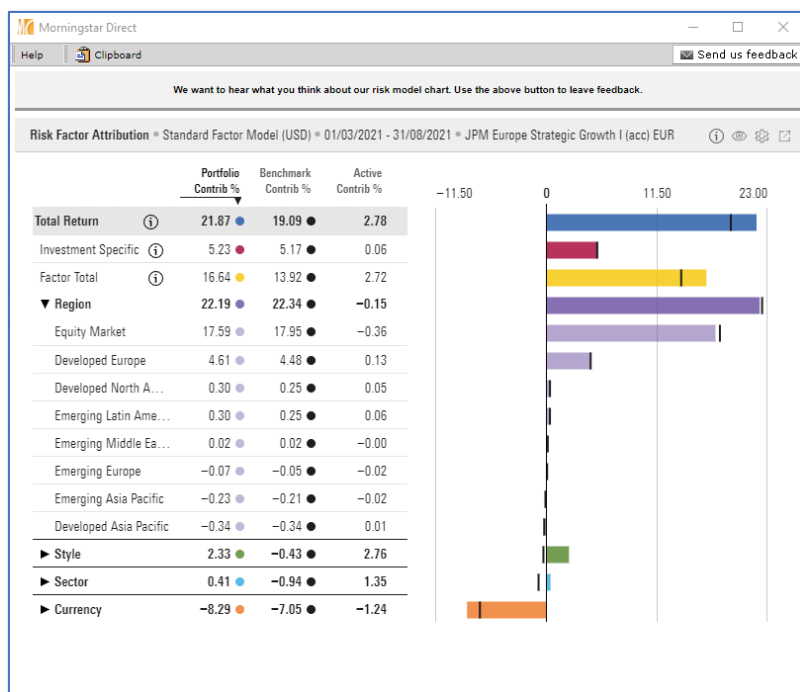 Morningstar Direct
Help Clipboard Send us feedback
We want to hear what you think about our risk model chart. Use the above button to leave feedback.
Risk Factor Attribution • Standard Factor Model (USD) • 01/03/2021 - 31/08/2021 • JPM Europe Strategic Growth I (acc) EUR
Portfolio Benchmark Active
Contrib % Contrib % Contrib % −11.50 0 11.50 23.00
Total Return 21.87 19.09 2.78
Investment Specific 5.23 5.17 0.06
Factor Total 16.64 13.92 2.72
▼ Region 22.19 22.34 −0.15
Equity Market 17.59 17.95 −0.36
Developed Europe 4.61 4.48 0.13
Developed North A... 0.30 0.25 0.05
Emerging Latin Ame... 0.30 0.25 0.06
Emerging Middle Ea... 0.02 0.02 −0.00
Emerging Europe −0.07 −0.05 −0.02
Emerging Asia Pacific −0.23 −0.21 −0.02
Developed Asia Pacific −0.34 −0.34 0.01
► Style 2.33 −0.43 2.76
► Sector 0.41 −0.94 1.35
► Currency −8.29 −7.05 −1.24